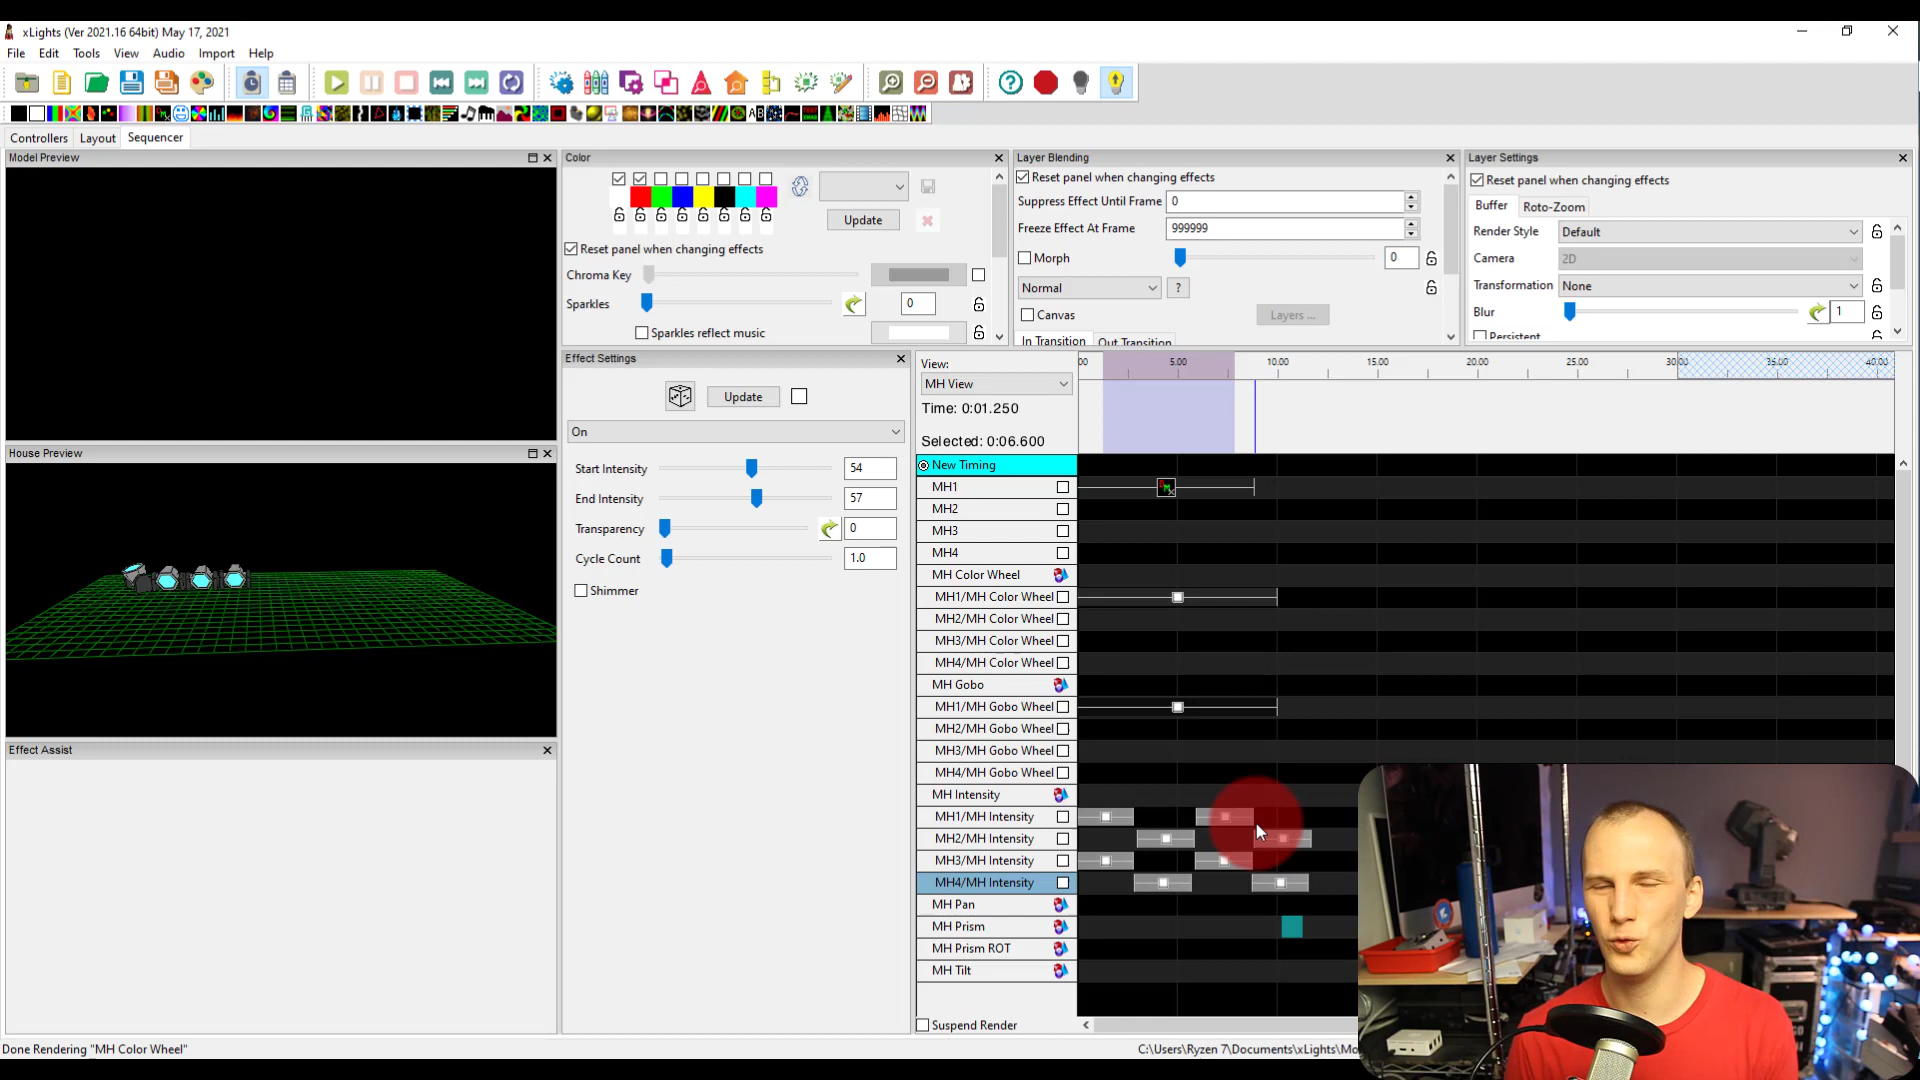 xLights (Ver 2021.16 64bit) May 17, 2021
File Edit Tools View Audio Import Help
Controllers Layout Sequencer
Model Preview
Color
Layer Blending
Layer Settings
Reset panel when changing effects
Reset panel when changing effects
Suppress Effect Until Frame 0
Buffer Roto-Zoom
Update
Freeze Effect At Frame 999999
Render Style Default
Reset panel when changing effects
Morph 0
Camera 2D
Chroma Key
Normal ?
Transformation None
Sparkles 0
Canvas Layers ...
Blur 1
Sparkles reflect music
In Transition Out Transition
Persistent
Effect Settings
View:
MH View
Update
On
Time: 0:01.250
Selected: 0:06.600
00 5.00 10.00 15.00 20.00 25.00 30.00 35.00 40.00
House Preview
Start Intensity 54
End Intensity 57
Transparency 0
Cycle Count 1.0
Shimmer
New Timing
MH1
MH2
MH3
MH4
MH Color Wheel
MH1/MH Color Wheel
MH2/MH Color Wheel
MH3/MH Color Wheel
MH4/MH Color Wheel
MH Gobo
MH1/MH Gobo Wheel
MH2/MH Gobo Wheel
MH3/MH Gobo Wheel
MH4/MH Gobo Wheel
MH Intensity
MH1/MH Intensity
MH2/MH Intensity
MH3/MH Intensity
MH4/MH Intensity
MH Pan
MH Prism
MH Prism ROT
MH Tilt
Effect Assist
Suspend Render
Done Rendering "MH Color Wheel"
C:\Users\Ryzen 7\Documents\xLights\Mo